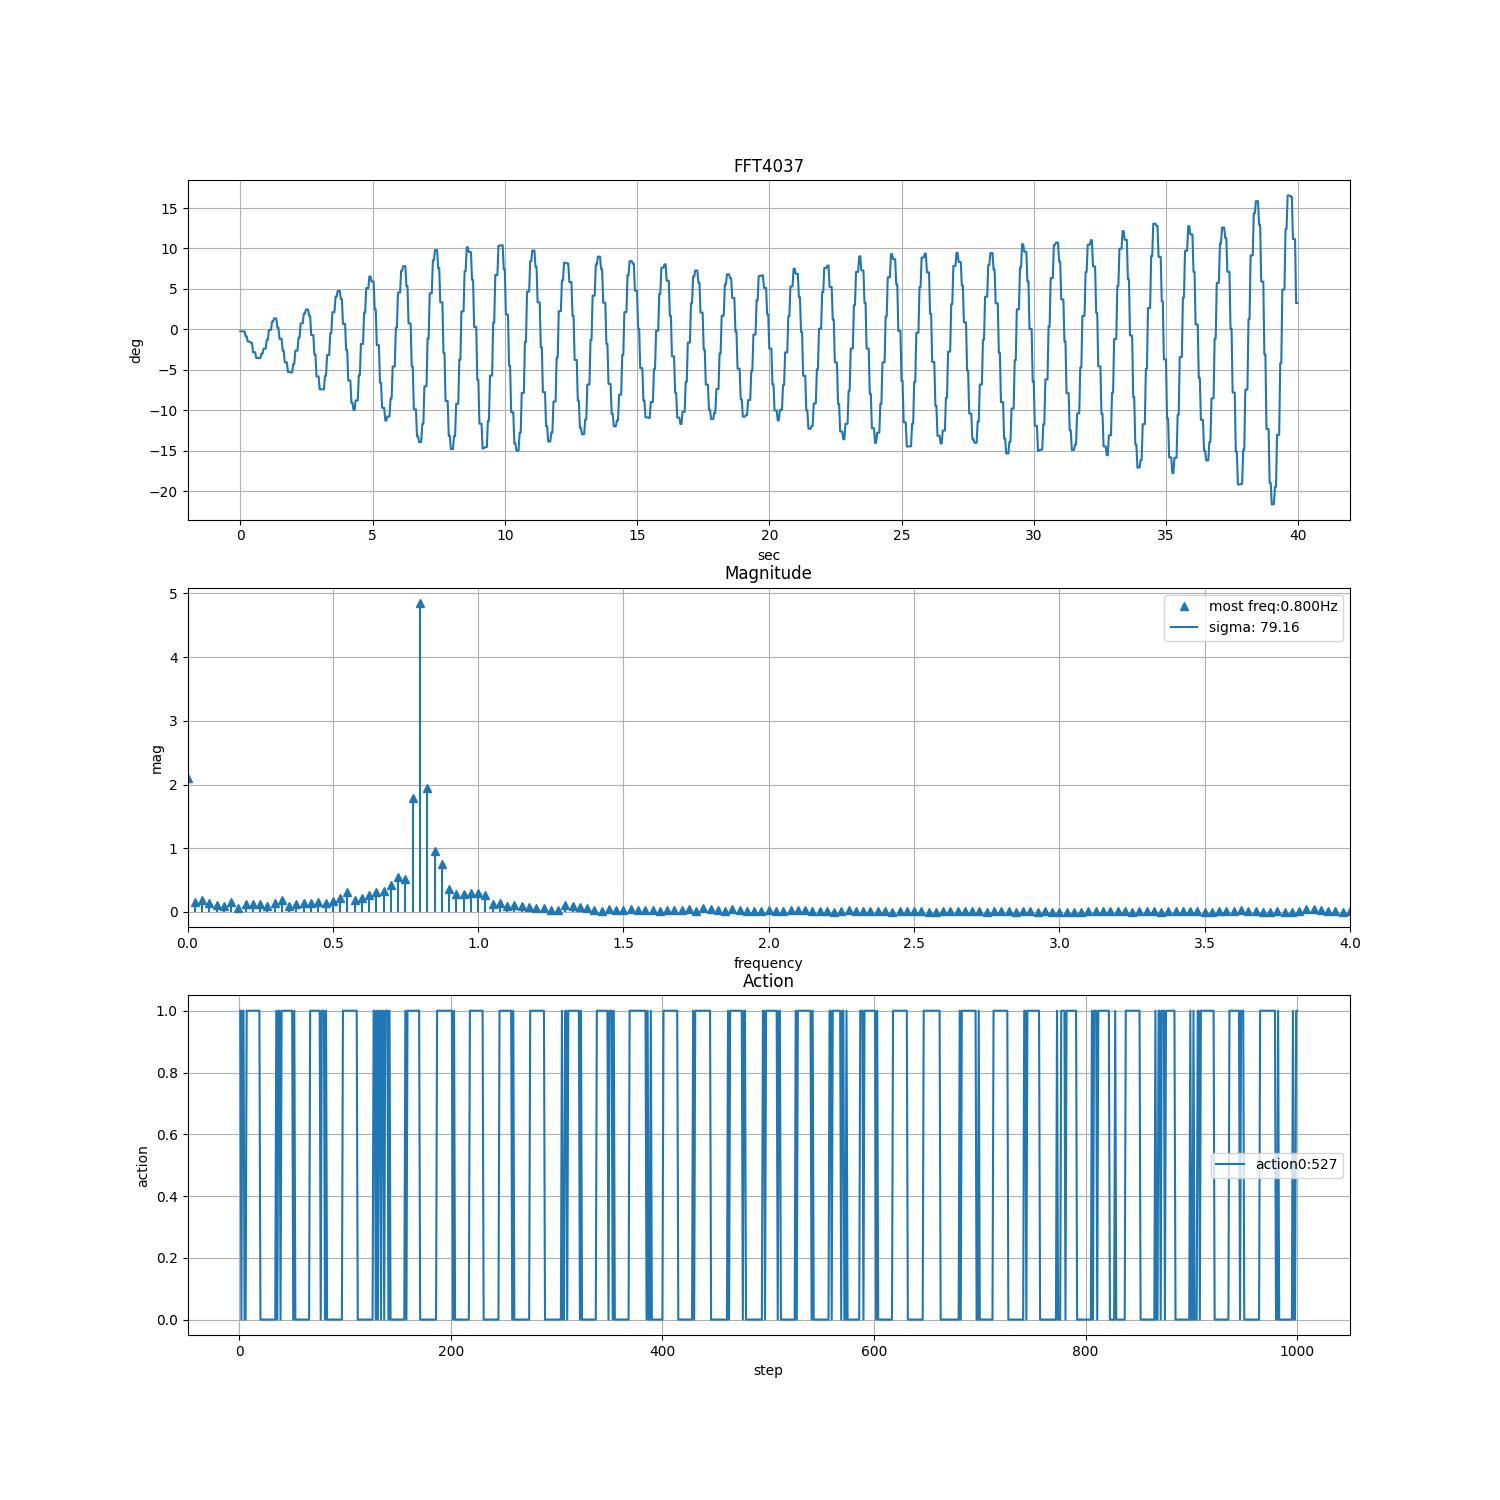 FFT4037
15
10
5
0
−5
−10
−15
−20
deg
0 5 10 15 20 25 30 35 40
sec
Magnitude
5
4
3
2
1
0
mag
most freq:0.800Hz
sigma: 79.16
0.0 0.5 1.0 1.5 2.0 2.5 3.0 3.5 4.0
frequency
Action
1.0
0.8
0.6
0.4
0.2
0.0
action
action0:527
0 200 400 600 800 1000
step